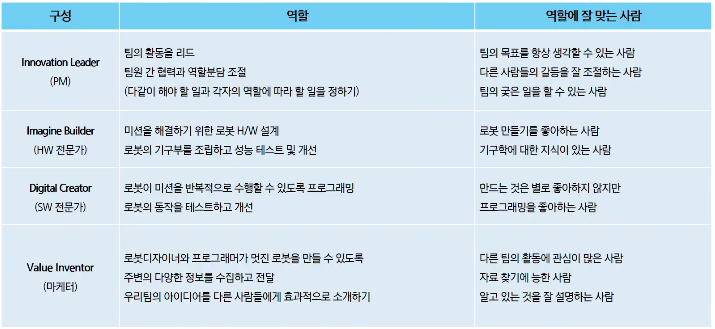 구성
역할
역할에 잘 맞는 사람
Innovation Leader
(PM)
팀의 활동을 리드
팀원 간 협력과 역할분담 조절
(다같이 해야 할 일과 각자의 역할에 따라 할 일을 정하기)
팀의 목표를 항상 생각할 수 있는 사람
다른 사람들의 갈등을 잘 조절하는 사람
팀의 궂은 일을 할 수 있는 사람
Imagine Builder
(HW 전문가)
미션을 해결하기 위한 로봇 H/W 설계
로봇의 기구부를 조립하고 성능 테스트 및 개선
로봇 만들기를 좋아하는 사람
기구학에 대한 지식이 있는 사람
Digital Creator
(SW 전문가)
로봇이 미션을 반복적으로 수행할 수 있도록 프로그래밍
로봇의 동작을 테스트하고 개선
만드는 것은 별로 좋아하지 않지만
프로그래밍을 좋아하는 사람
Value Inventor
(마케터)
로봇디자이너와 프로그래머가 멋진 로봇을 만들 수 있도록
주변의 다양한 정보를 수집하고 전달
우리팀의 아이디어를 다른 사람들에게 효과적으로 소개하기
다른 팀의 활동에 관심이 많은 사람
자료 찾기에 능한 사람
알고 있는 것을 잘 설명하는 사람